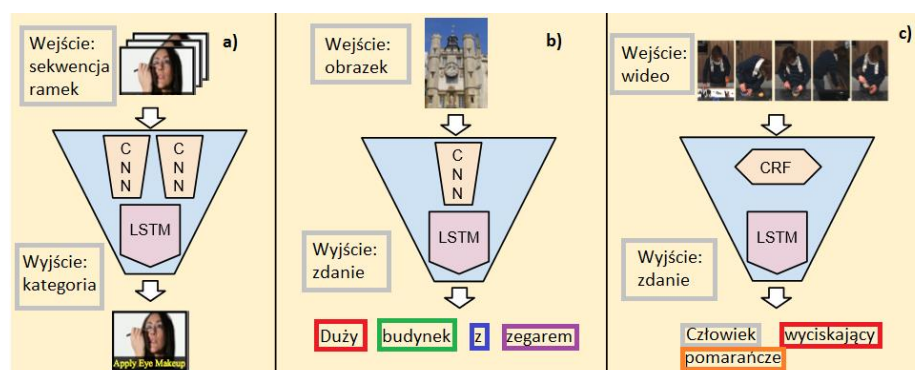 Wejście:
sekwencja
ramek
a)
C
N
N
C
N
N
LSTM
Wyjście:
kategoria
Apply Eye Makeup
Wejście:
obrazek
b)
C
N
N
LSTM
Wyjście:
zdanie
Duży budynek z zegarem
Wejście:
wideo
c)
CRF
LSTM
Wyjście:
zdanie
Człowiek wyciskający
pomarańcze